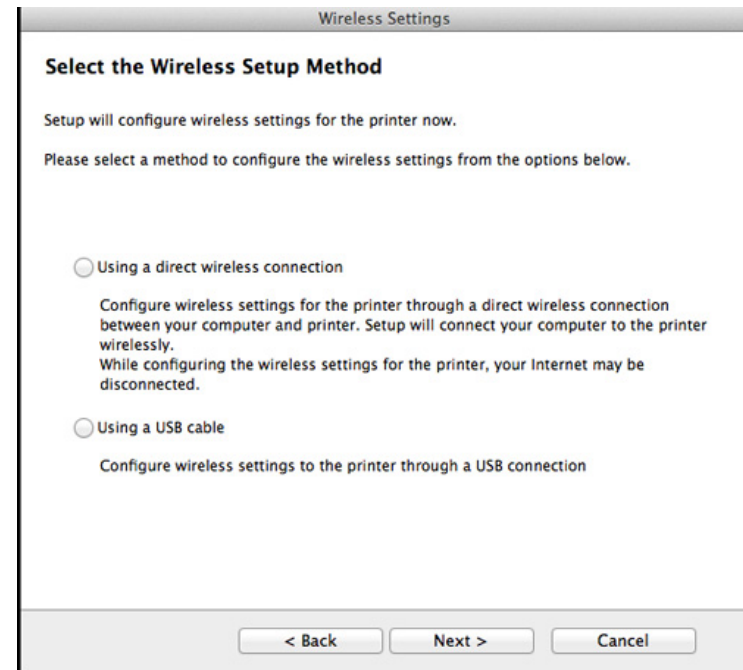 Wireless Settings
Select the Wireless Setup Method
Setup will configure wireless settings for the printer now.
Please select a method to configure the wireless settings from the options below.
Using a direct wireless connection
Configure wireless settings for the printer through a direct wireless connection
between your computer and printer. Setup will connect your computer to the printer
wirelessly.
While configuring the wireless settings for the printer, your Internet may be
disconnected.
Using a USB cable
Configure wireless settings to the printer through a USB connection
< Back Next > Cancel